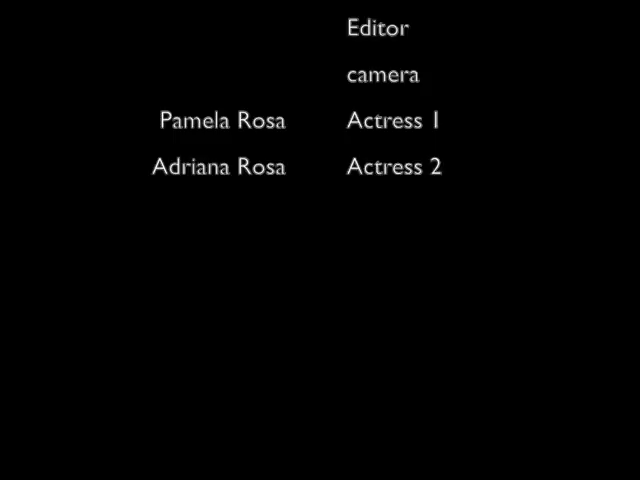 Editor
camera
Pamela Rosa Actress 1
Adriana Rosa Actress 2